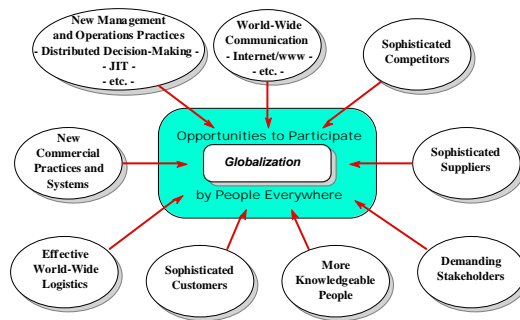 New Management
and Operations Practices
- Distributed Decision-Making -
- JIT -
- etc. -
World-Wide
Communication
- Internet/www -
- etc. -
Sophisticated
Competitors
New
Commercial
Practices and
Systems
Opportunities to Participate
Globalization
by People Everywhere
Sophisticated
Suppliers
Effective
World-Wide
Logistics
Sophisticated
Customers
More
Knowledgeable
People
Demanding
Stakeholders